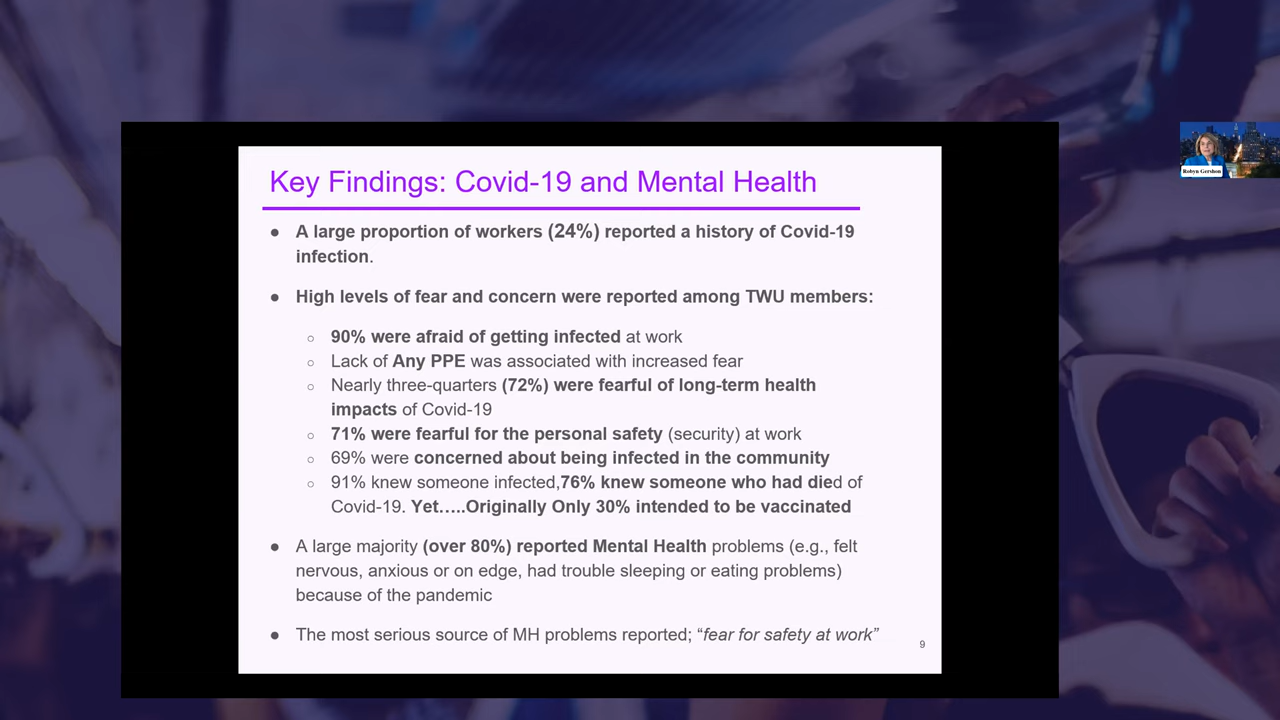 Key Findings: Covid-19 and Mental Health
● A large proportion of workers (24%) reported a history of Covid-19
infection.
● High levels of fear and concern were reported among TWU members:
○ 90% were afraid of getting infected at work
○ Lack of Any PPE was associated with increased fear
○ Nearly three-quarters (72%) were fearful of long-term health
impacts of Covid-19
○ 71% were fearful for the personal safety (security) at work
○ 69% were concerned about being infected in the community
○ 91% knew someone infected,76% knew someone who had died of
Covid-19. Yet…..Originally Only 30% intended to be vaccinated
● A large majority (over 80%) reported Mental Health problems (e.g., felt
nervous, anxious or on edge, had trouble sleeping or eating problems)
because of the pandemic
● The most serious source of MH problems reported; “fear for safety at work”
9
Robyn Gershon